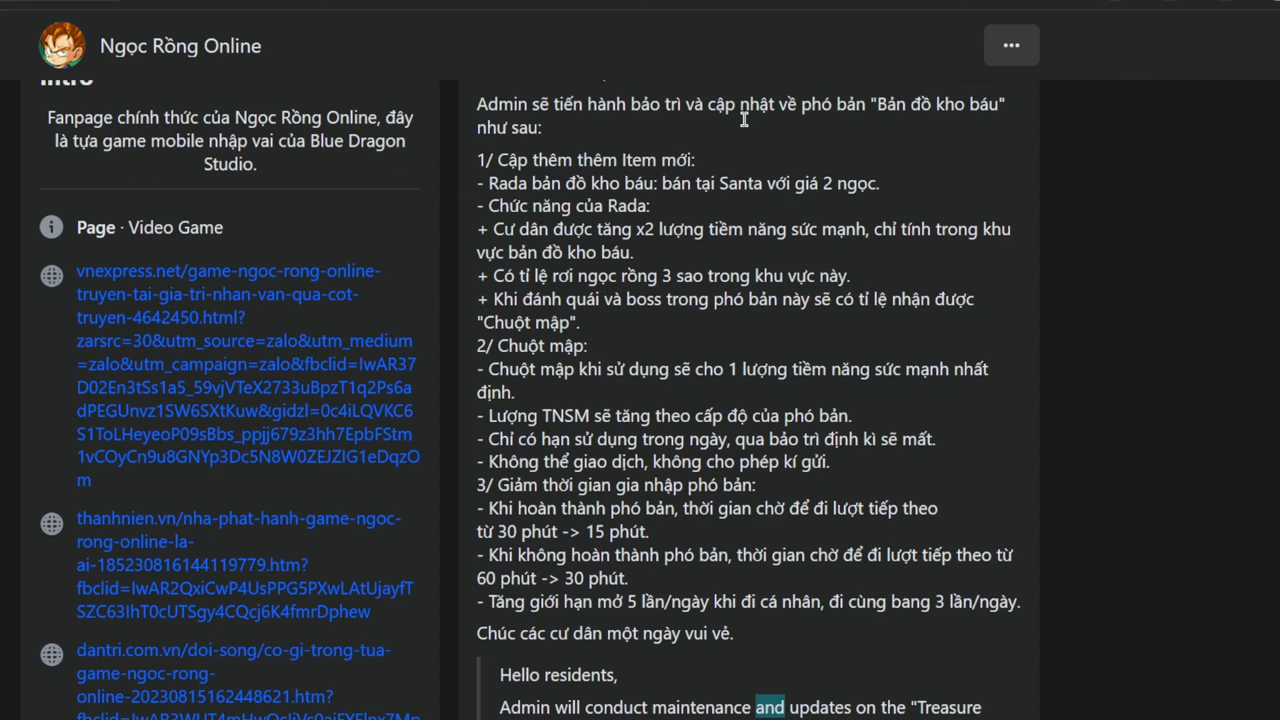 Ngọc Rồng Online
Intro
Fanpage chính thức của Ngọc Rồng Online, đây
là tựa game mobile nhập vai của Blue Dragon
Studio.
Page · Video Game
vnexpress.net/game-ngoc-rong-online-
truyen-tai-gia-tri-nhan-van-qua-cot-
truyen-4642450.html?
zarsrc=30&utm_source=zalo&utm_medium
=zalo&utm_campaign=zalo&fbclid=IwAR37
D02En3tSs1a5_59vjVTeX2733uBpzT1q2Ps6a
dPEGUnvz1SW6SXtKuw&gidzl=0c4iLQVKC6
S1ToLHeyeoP09sBbs_ppjj679z3hh7EpbFStm
1vCOyCn9u8GNYp3Dc5N8W0ZEJZIG1eDqzO
m
thanhnien.vn/nha-phat-hanh-game-ngoc-
rong-online-la-
ai-185230816144119779.htm?
fbclid=IwAR2QxiCwP4UsPPG5PXwLAtUjayfT
SZC63IhT0cUTSgy4CQcj6K4fmrDphew
dantri.com.vn/doi-song/co-gi-trong-tua-
game-ngoc-rong-
online-20230815162448621.htm?
Admin sẽ tiến hành bảo trì và cập nhật về phó bản "Bản đồ kho báu"
như sau:
1/ Cập thêm thêm Item mới:
- Rada bản đồ kho báu: bán tại Santa với giá 2 ngọc.
- Chức năng của Rada:
+ Cư dân được tăng x2 lượng tiềm năng sức mạnh, chỉ tính trong khu
vực bản đồ kho báu.
+ Có tỉ lệ rơi ngọc rồng 3 sao trong khu vực này.
+ Khi đánh quái và boss trong phó bản này sẽ có tỉ lệ nhận được
"Chuột mập".
2/ Chuột mập:
- Chuột mập khi sử dụng sẽ cho 1 lượng tiềm năng sức mạnh nhất
định.
- Lượng TNSM sẽ tăng theo cấp độ của phó bản.
- Chỉ có hạn sử dụng trong ngày, qua bảo trì định kì sẽ mất.
- Không thể giao dịch, không cho phép kí gửi.
3/ Giảm thời gian gia nhập phó bản:
- Khi hoàn thành phó bản, thời gian chờ để đi lượt tiếp theo
từ 30 phút -> 15 phút.
- Khi không hoàn thành phó bản, thời gian chờ để đi lượt tiếp theo từ
60 phút -> 30 phút.
- Tăng giới hạn mở 5 lần/ngày khi đi cá nhân, đi cùng bang 3 lần/ngày.
Chúc các cư dân một ngày vui vẻ.
Hello residents,
Admin will conduct maintenance and updates on the "Treasure